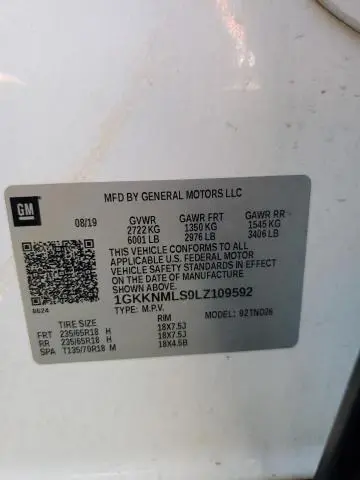 GM
MFD BY GENERAL MOTORS LLC
08/19 GVWR GAWR FRT GAWR RR
2722 KG 1350 KG 1545 KG
6001 LB 2976 LB 3406 LB
THIS VEHICLE CONFORMS TO ALL
APPLICABLE U.S. FEDERAL MOTOR
VEHICLE SAFETY STANDARDS IN EFFECT ON
THE DATE OF MANUFACTURE SHOWN ABOVE.
1GKKNMLS9LZ109592
TYPE: M.P.V. MODEL: 921ND26
TIRE SIZE RIM
FRT 235/65R18 H 18X7.5J
RR 235/65R18 H 18X7.5J
SPA T135/70R18 M 18X4.5B